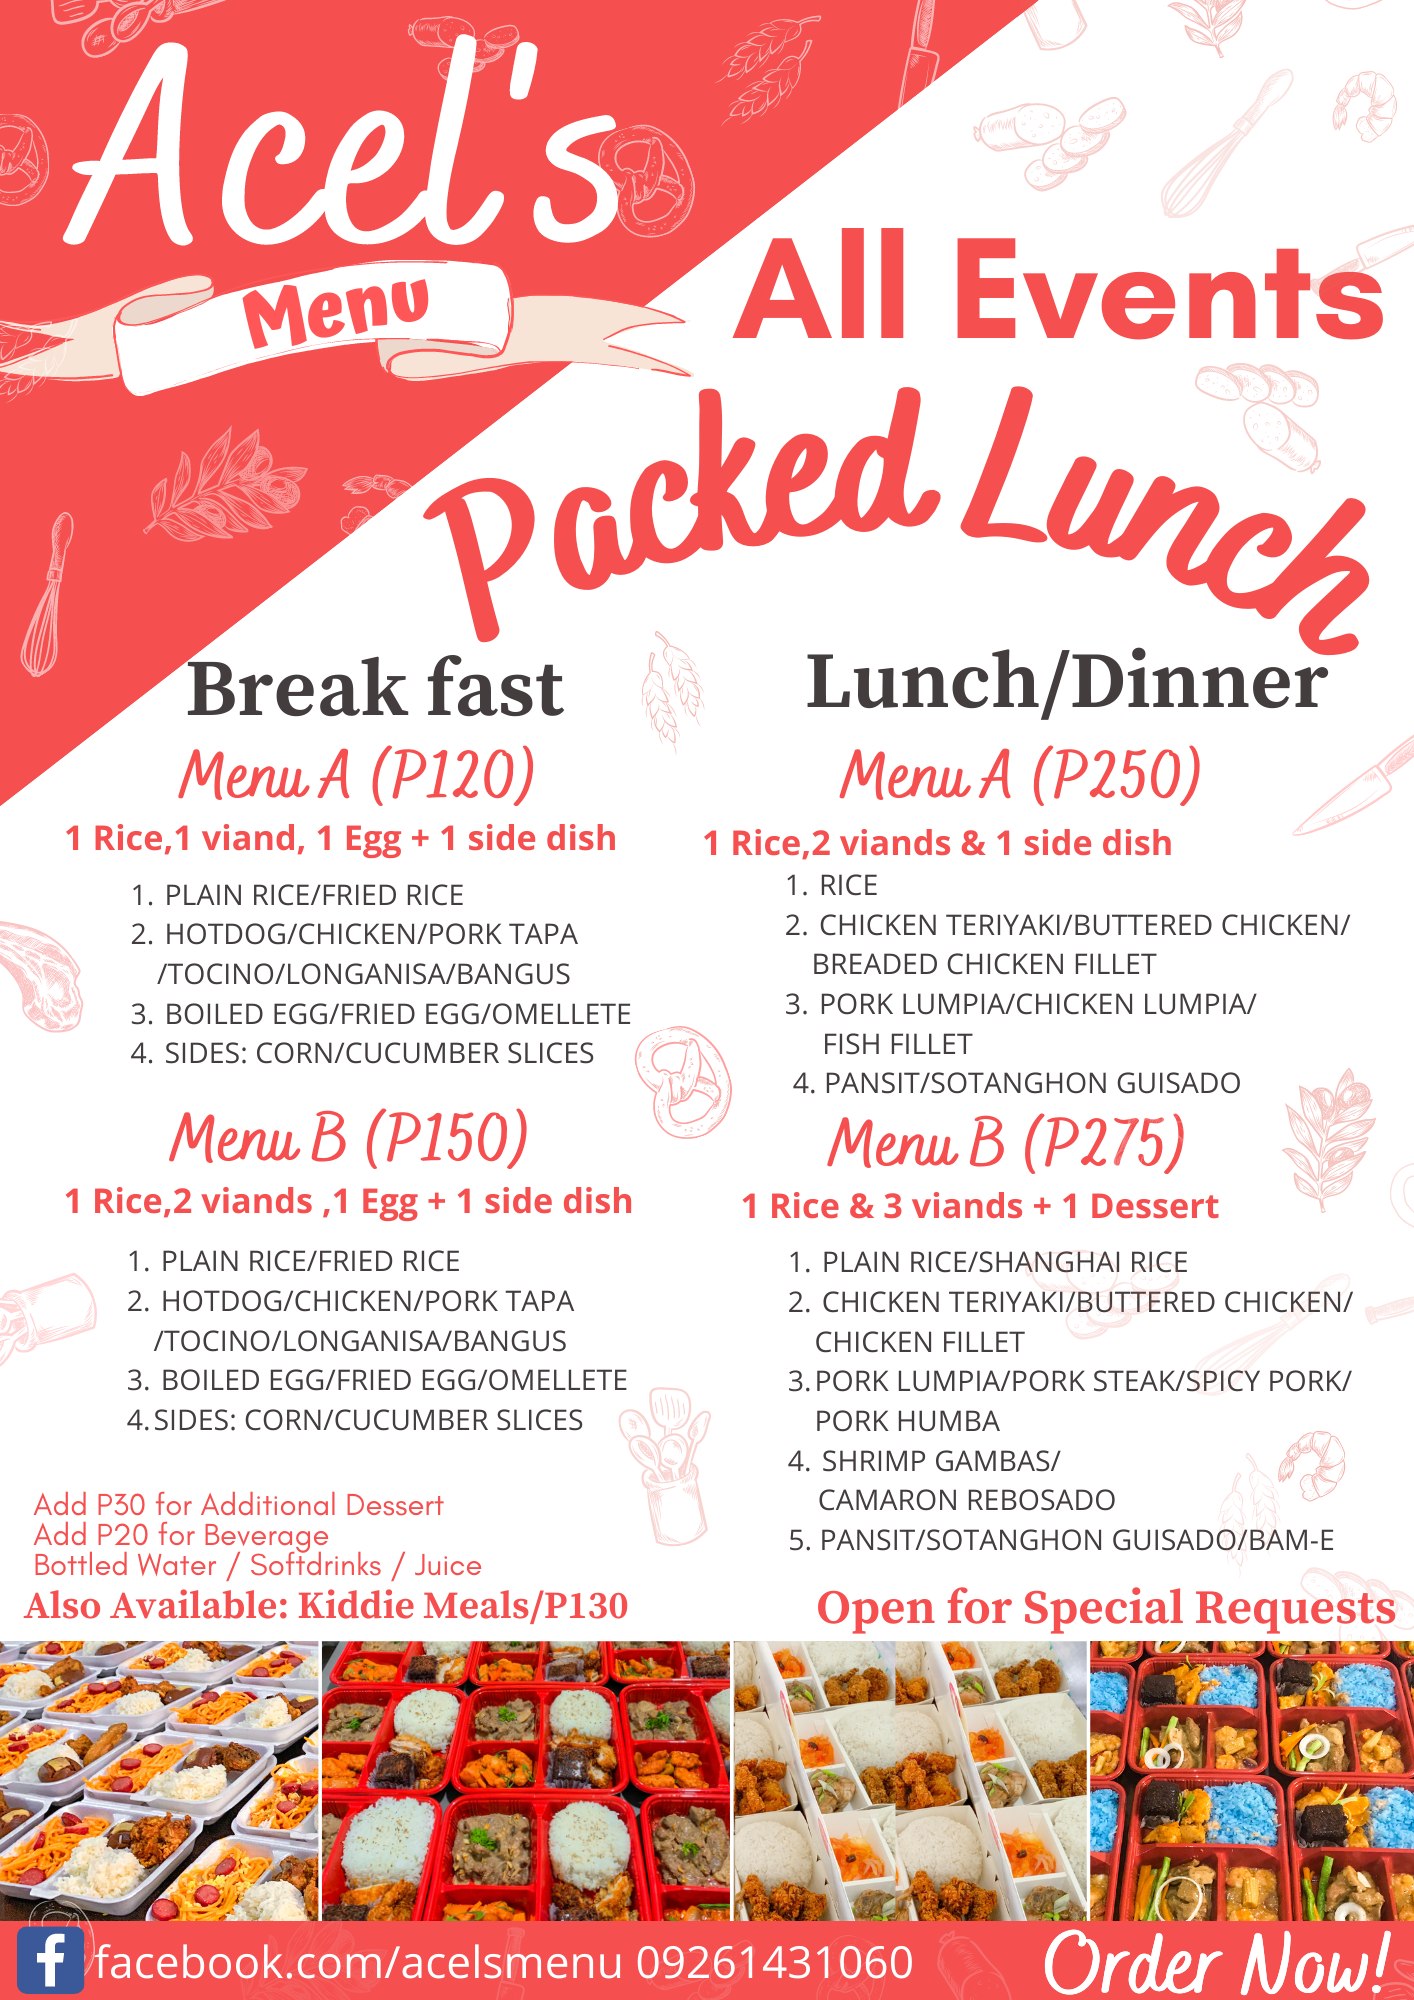 Acel's
Menu
All Events
Packed Lunch
Break fast
Menu A (P120)
1 Rice,1 viand, 1 Egg + 1 side dish
1. PLAIN RICE/FRIED RICE
2. HOTDOG/CHICKEN/PORK TAPA
/TOCINO/LONGANISA/BANGUS
3. BOILED EGG/FRIED EGG/OMELLETE
4. SIDES: CORN/CUCUMBER SLICES
Menu B (P150)
1 Rice,2 viands ,1 Egg + 1 side dish
1. PLAIN RICE/FRIED RICE
2. HOTDOG/CHICKEN/PORK TAPA
/TOCINO/LONGANISA/BANGUS
3. BOILED EGG/FRIED EGG/OMELLETE
4. SIDES: CORN/CUCUMBER SLICES
Add P30 for Additional Dessert
Add P20 for Beverage
Bottled Water / Softdrinks / Juice
Also Available: Kiddie Meals/P130
Lunch/Dinner
Menu A (P250)
1 Rice,2 viands & 1 side dish
1. RICE
2. CHICKEN TERIYAKI/BUTTERED CHICKEN/
BREADED CHICKEN FILLET
3. PORK LUMPIA/CHICKEN LUMPIA/
FISH FILLET
4. PANSIT/SOTANGHON GUISADO
Menu B (P275)
1 Rice & 3 viands + 1 Dessert
1. PLAIN RICE/SHANGHAI RICE
2. CHICKEN TERIYAKI/BUTTERED CHICKEN/
CHICKEN FILLET
3. PORK LUMPIA/PORK STEAK/SPICY PORK/
PORK HUMBA
4. SHRIMP GAMBAS/
CAMARON REBOSADO
5. PANSIT/SOTANGHON GUISADO/BAM-E
Open for Special Requests
f facebook.com/acelsmenu 09261431060
Order Now!